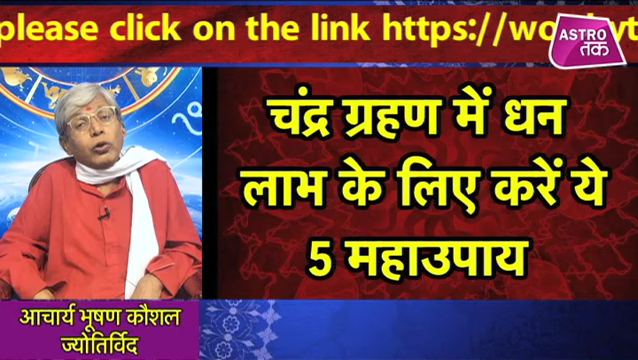 please click on the link https://wo
ASTRO
तक
चंद्र ग्रहण में धन
लाभ के लिए करें ये
5 महाउपाय
आचार्य भूषण कौशल
ज्योतिर्विद